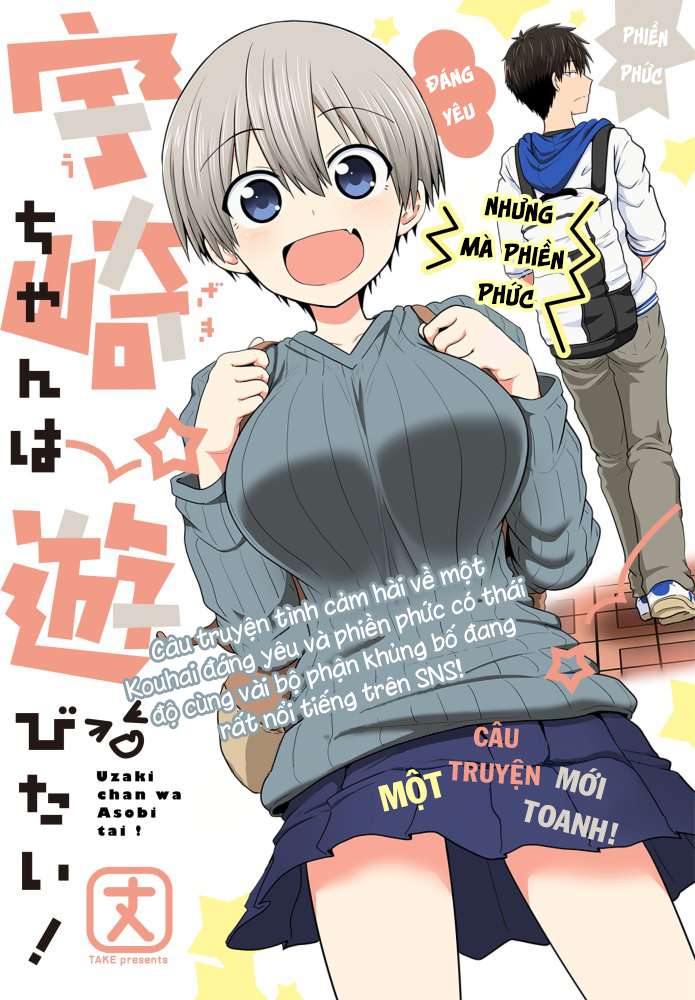 宇崎ちゃんは遊びたい!
うざき
PHIỀN
PHỨC
ĐÁNG
YÊU
NHƯNG
MÀ PHIỀN
PHỨC
Câu truyện tình cảm hài về một
Kouhai đáng yêu và phiền phức có thái
độ cùng vài bộ phận khủng bố đang
rất nổi tiếng trên SNS!
MỘT
CÂU
TRUYỆN
MỚI
TOANH!
Uzaki
chan wa
Asobi
tai !
丈
TAKE presents